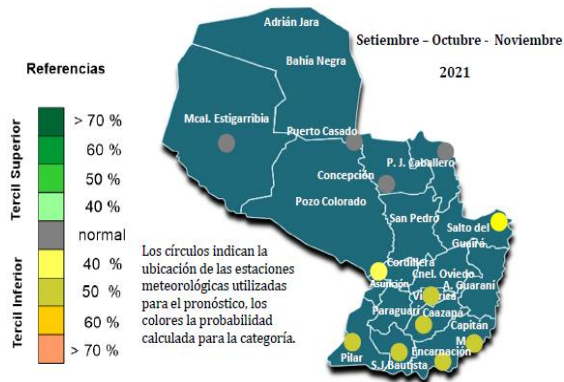 Setiembre – Octubre - Noviembre
2021
Referencias
Tercil Superior
> 70 %
60 %
50 %
40 %
normal
Tercil Inferior
40 %
50 %
60 %
> 70 %
Los círculos indican la
ubicación de las estaciones
meteorológicas utilizadas
para el pronóstico, los
colores la probabilidad
calculada para la categoría.
Adrián Jara
Bahía Negra
Mcal. Estigarribia
Puerto Casado
P. J. Caballero
Concepción
Pozo Colorado
San Pedro
Salto del
Guairá
Cordillera
Asunción
Cnel. Oviedo
A. Guarani
Villarrica
Paraguarí
Caazapá
Capitán
M
Pilar
S.J.Bautista
Encarnación